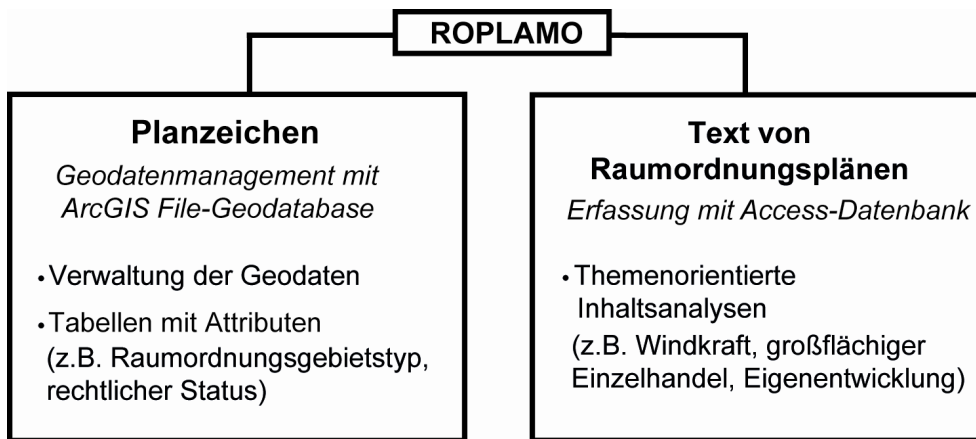 ROPLAMO
Planzeichen
Geodatenmanagement mit
ArcGIS File-Geodatabase
• Verwaltung der Geodaten
• Tabellen mit Attributen
(z.B. Raumordnungsgebietstyp,
rechtlicher Status)
Text von
Raumordnungsplänen
Erfassung mit Access-Datenbank
• Themenorientierte
Inhaltsanalysen
(z.B. Windkraft, großflächiger
Einzelhandel, Eigenentwicklung)